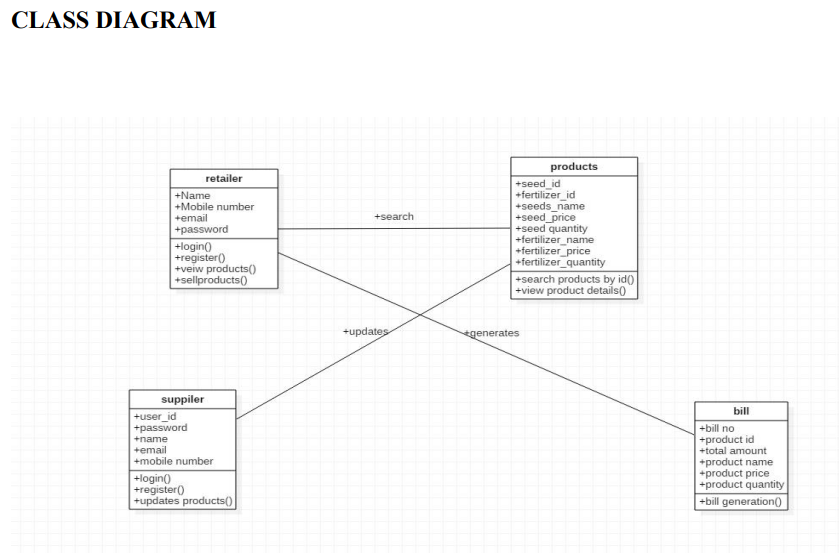 CLASS DIAGRAM
retailer
+Name
+Mobile number
+email
+password
+login()
+register()
+veiw products()
+sellproducts()
+search
products
+seed_id
+fertilizer_id
+seeds_name
+seed_price
+seed quantity
+fertilizer_name
+fertilizer_price
+fertilizer_quantity
+search products by id()
+view product details()
+updates
+generates
suppiler
+user_id
+password
+name
+email
+mobile number
+login()
+register()
+updates products()
bill
+bill no
+product id
+total amount
+product name
+product price
+product quantity
+bill generation()